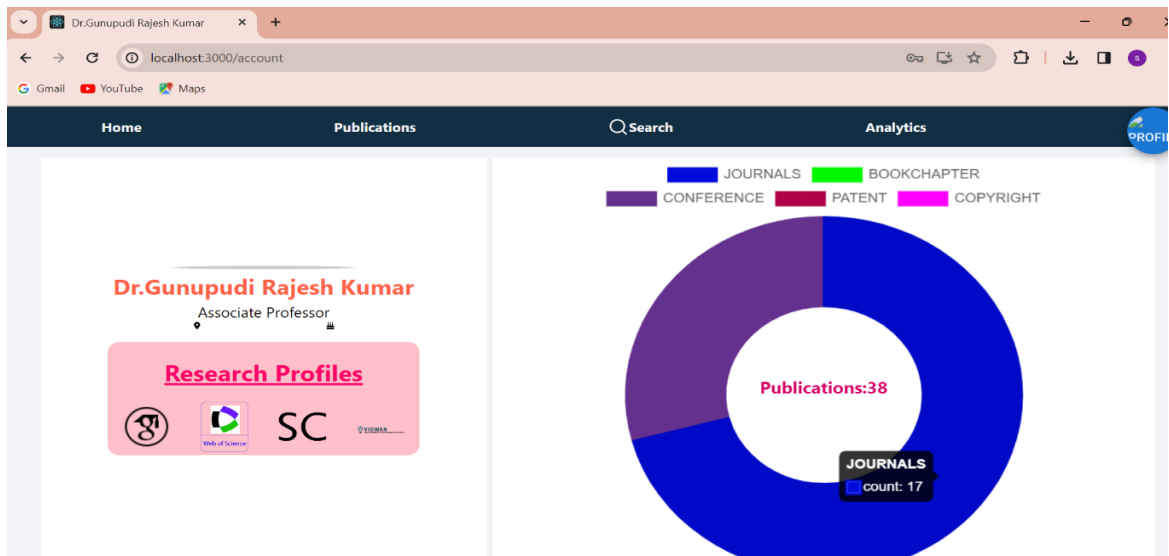 Dr.Gunupudi Rajesh Kumar
localhost:3000/account
Gmail YouTube Maps
Home Publications Search Analytics PROFI
JOURNALS BOOKCHAPTER
CONFERENCE PATENT COPYRIGHT
Dr.Gunupudi Rajesh Kumar
Associate Professor
Research Profiles
Web of Science
SC
VIDWAN
Publications:38
JOURNALS
count: 17